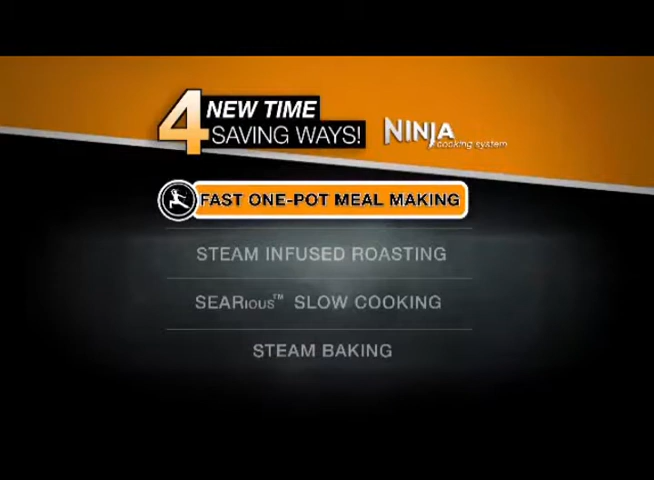 4 NEW TIME
SAVING WAYS!
NINJA
cooking system
FAST ONE-POT MEAL MAKING
STEAM INFUSED ROASTING
SEARious™ SLOW COOKING
STEAM BAKING